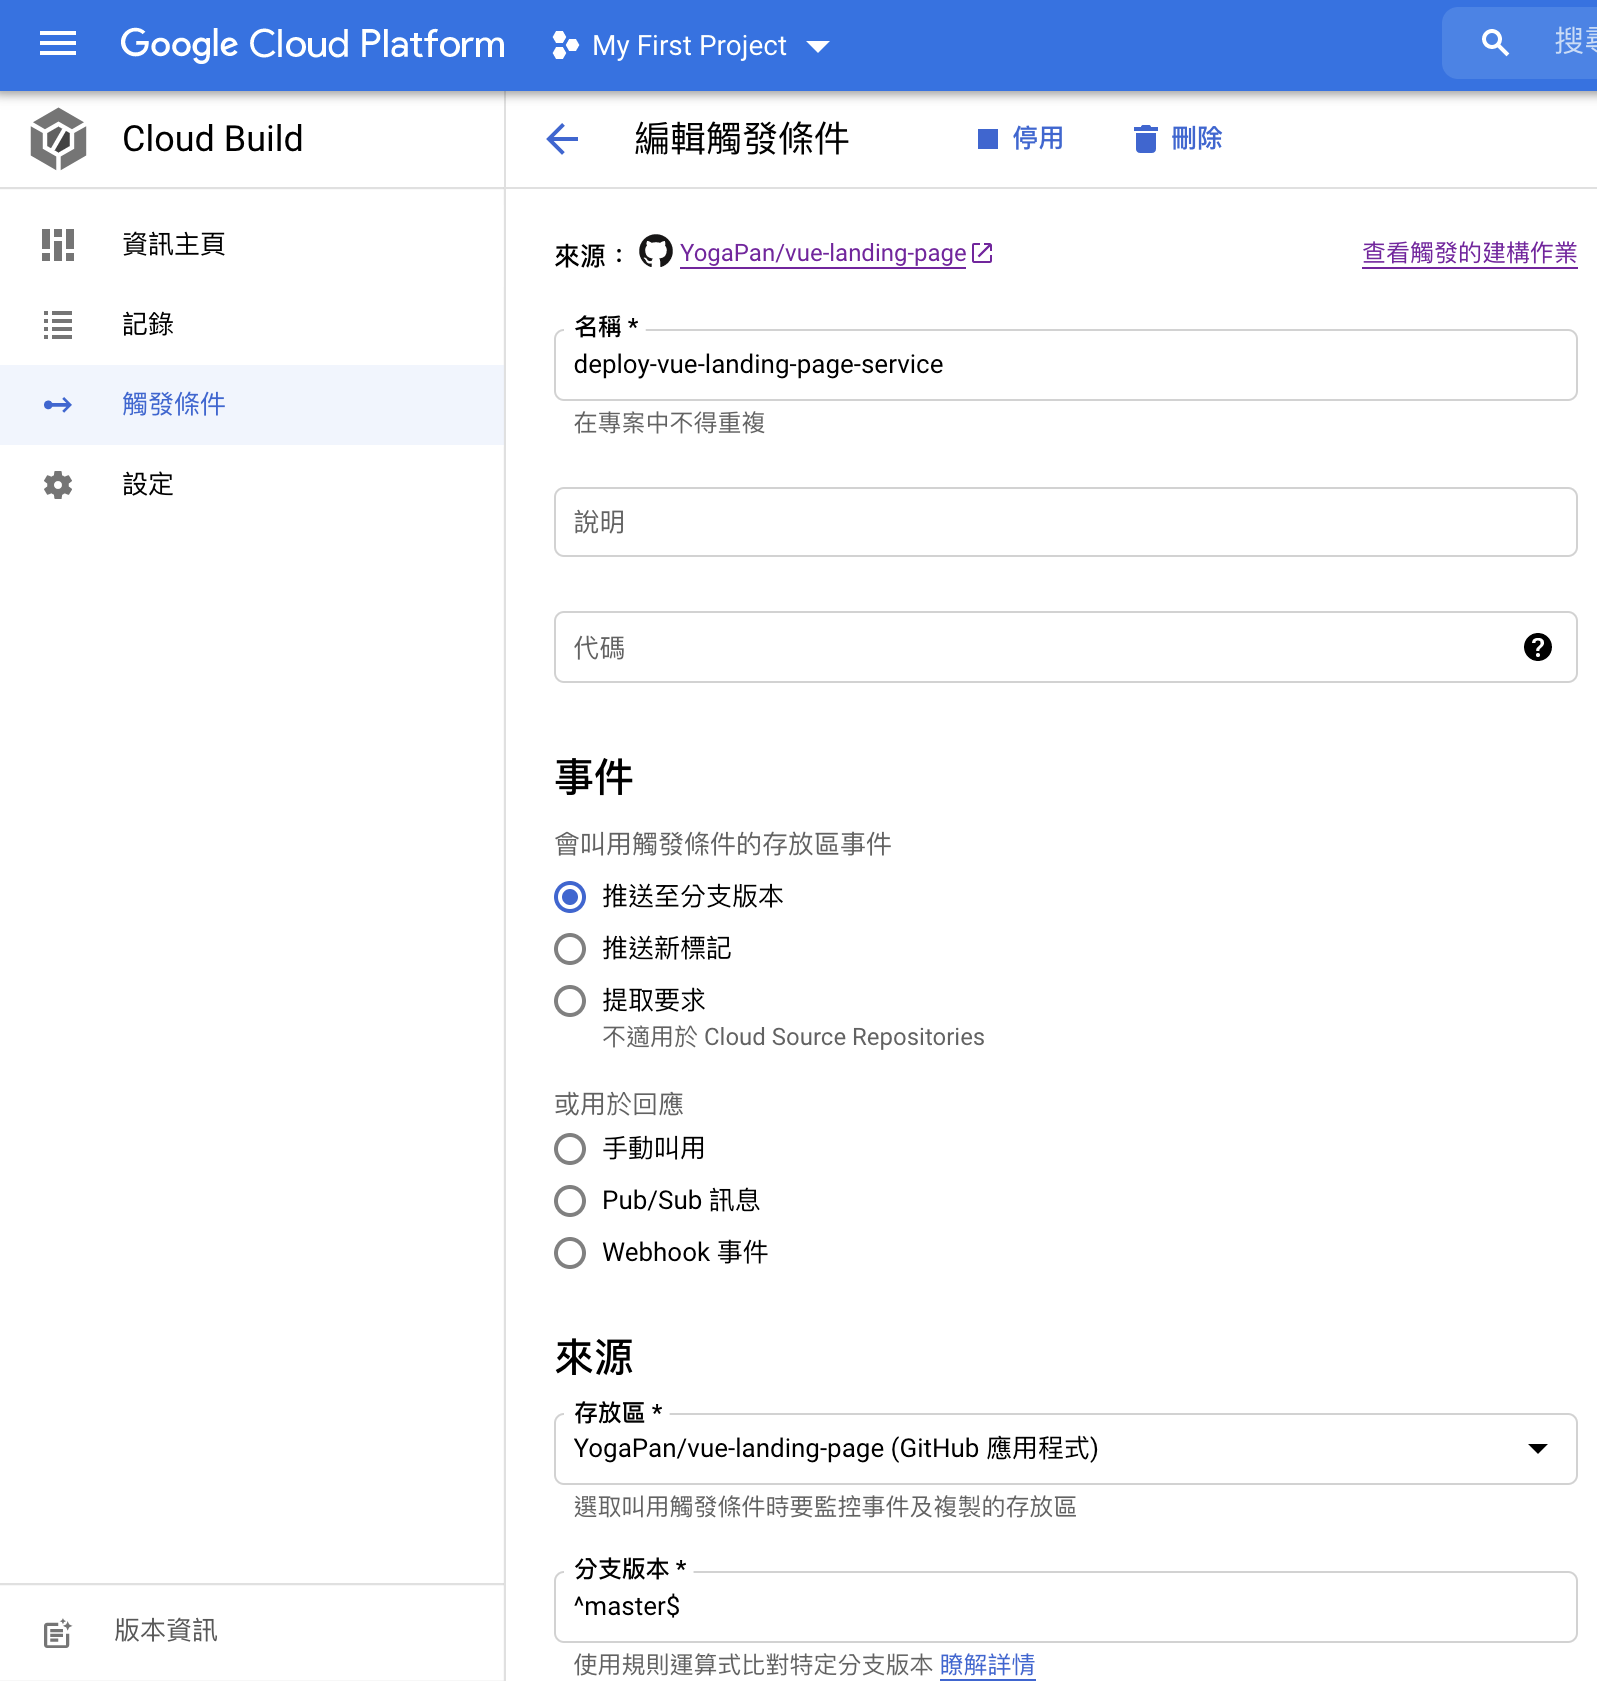 Google Cloud Platform My First Project 搜尋
Cloud Build
編輯觸發條件 停用 刪除
資訊主頁
記錄
觸發條件
設定
版本資訊
來源： YogaPan/vue-landing-page 查看觸發的建構作業
名稱 *
deploy-vue-landing-page-service
在專案中不得重複
說明
代碼
事件
會叫用觸發條件的存放區事件
推送至分支版本
推送新標記
提取要求
不適用於 Cloud Source Repositories
或用於回應
手動叫用
Pub/Sub 訊息
Webhook 事件
來源
存放區 *
YogaPan/vue-landing-page (GitHub 應用程式)
選取叫用觸發條件時要監控事件及複製的存放區
分支版本 *
^master$
使用規則運算式比對特定分支版本 瞭解詳情